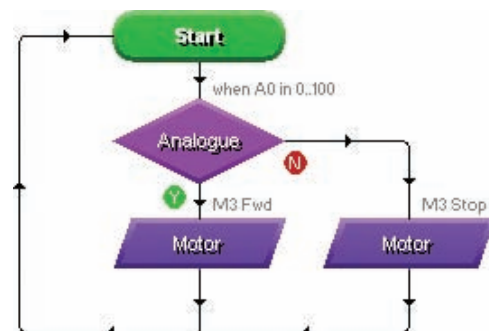 Start
when A0 in 0..100
Analogue
N
Y
M3 Fwd
M3 Stop
Motor
Motor